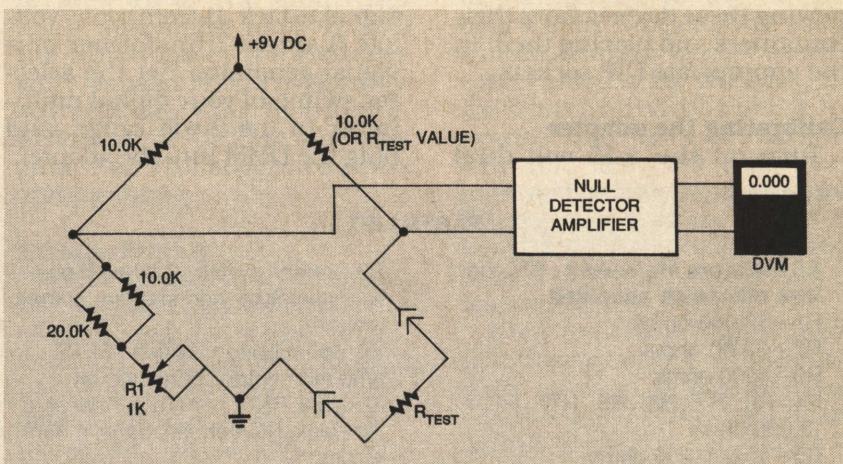 +9V DC
10.0K
10.0K
(OR RTEST VALUE)
NULL
DETECTOR
AMPLIFIER
0.000
DVM
10.0K
20.0K
R1
1K
RTEST